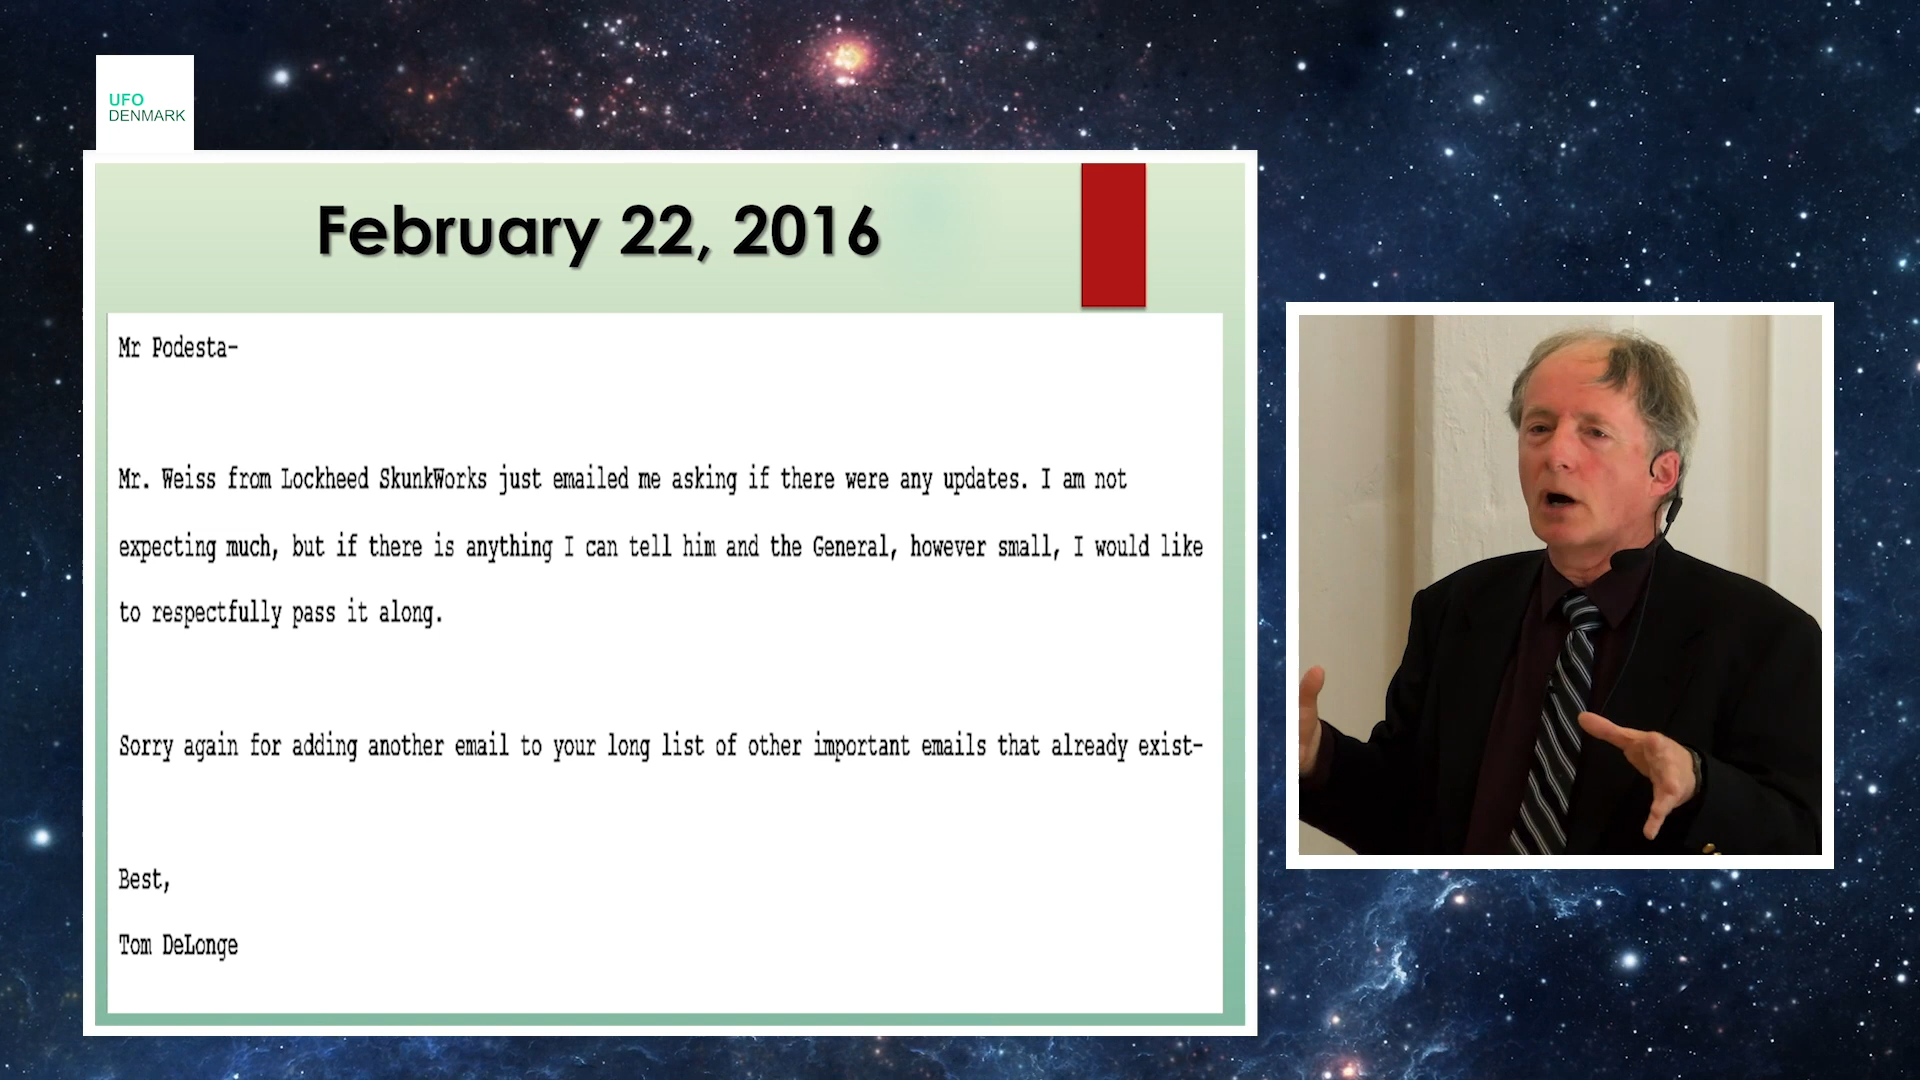 UFO
DENMARK
February 22, 2016
Mr Podesta-
Mr. Weiss from Lockheed SkunkWorks just emailed me asking if there were any updates. I am not
expecting much, but if there is anything I can tell him and the General, however small, I would like
to respectfully pass it along.
Sorry again for adding another email to your long list of other important emails that already exist-
Best,
Tom DeLonge